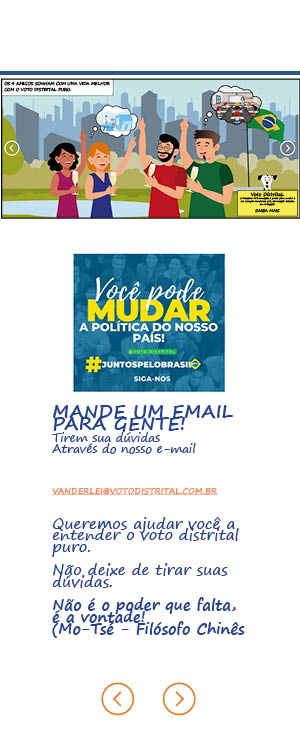 OS 4 AMIGOS SONHAM COM UMA VIDA MELHOR
COM O VOTO DISTRITAL PURO.
Voto Distrital.
SAIBA MAIS
Você pode
MUDAR
A POLÍTICA DO NOSSO
PAÍS!
@VOTO.DISTRITAL
#JUNTOSPELOBRASIL
SIGA-NOS
MANDE UM EMAIL
PARA GENTE!
Tirem sua dúvidas
Através do nosso e-mail
VANDERLEI@VOTODISTRITAL.COM.BR
Queremos ajudar você a
entender o voto distrital
puro.
Não deixe de tirar suas
dúvidas.
Não é o poder que falta,
é a vontade!
(Mo-Tsé - Filósofo Chinês